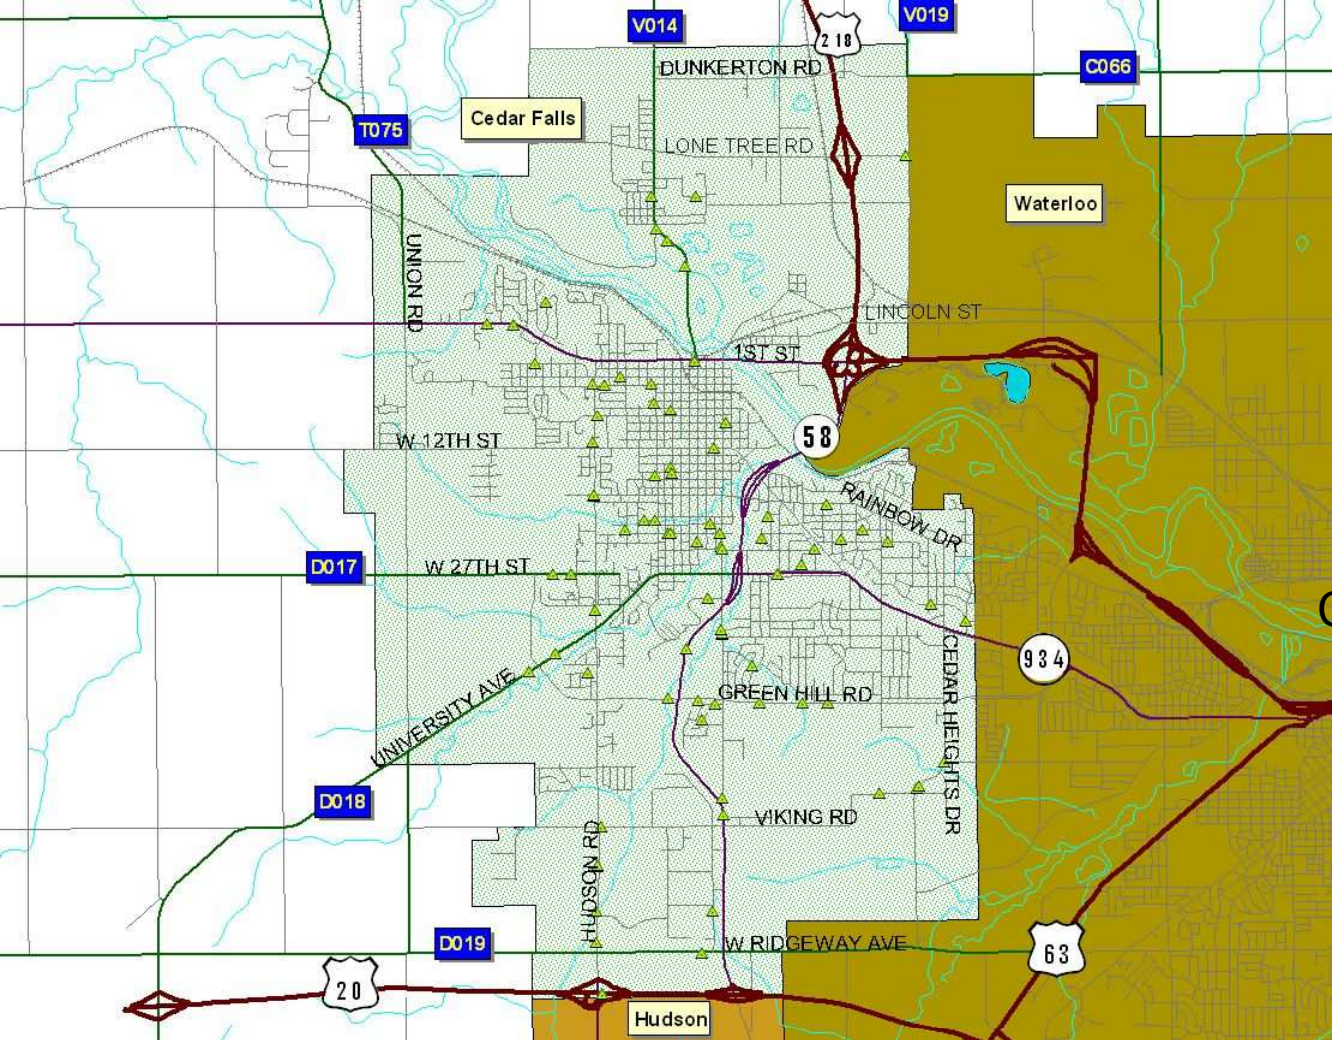 V014
V019
218
DUNKERTON RD
C066
Cedar Falls
T075
LONE TREE RD
Waterloo
UNION RD
LINCOLN ST
1ST ST
58
W 12TH ST
RAINBOW DR
D017
W 27TH ST
934
CEDAR HEIGHTS DR
GREEN HILL RD
UNIVERSITY AVE
D018
VIKING RD
HUDSON RD
D019
W RIDGEWAY AVE
63
20
Hudson